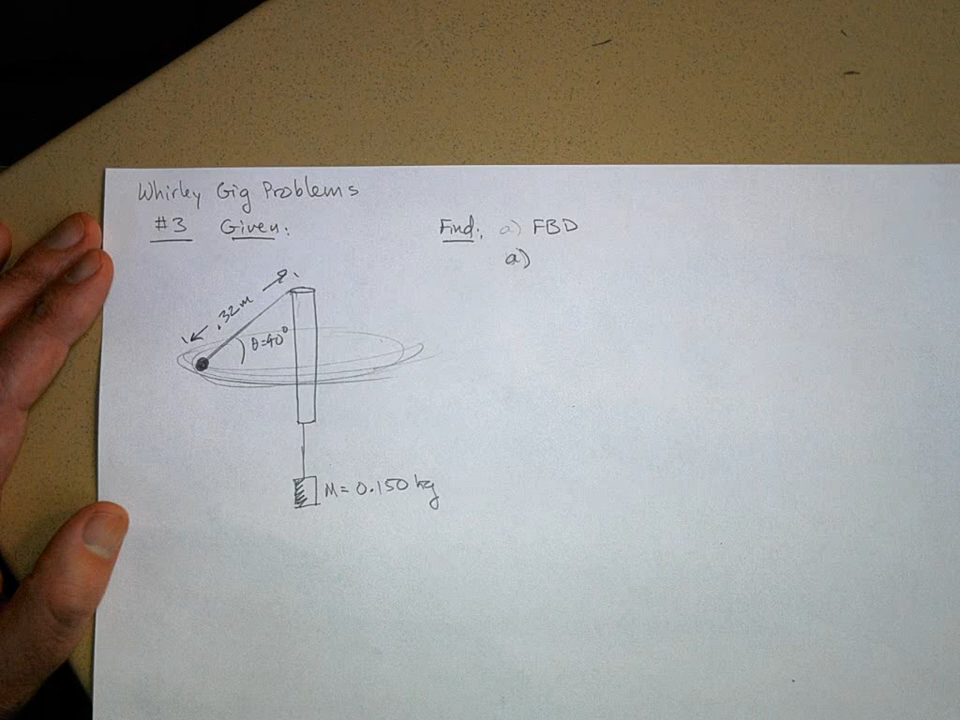 Whirley Gig Problems
#3 Given: Find: a) FBD
a)
.32m
θ=40°
M = 0.150 kg